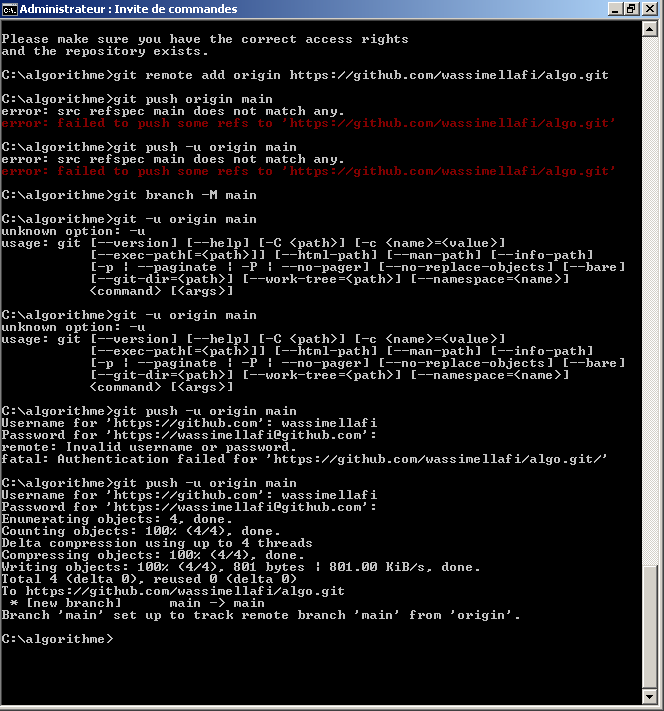 Administrateur : Invite de commandes
Please make sure you have the correct access rights
and the repository exists.
C:\algorithme>git remote add origin https://github.com/wassimellafi/algo.git
C:\algorithme>git push origin main
error: src refspec main does not match any.
error: failed to push some refs to 'https://github.com/wassimellafi/algo.git'
C:\algorithme>git push -u origin main
error: src refspec main does not match any.
error: failed to push some refs to 'https://github.com/wassimellafi/algo.git'
C:\algorithme>git branch -M main
C:\algorithme>git -u origin main
unknown option: -u
usage: git [--version] [--help] [-C <path>] [-c <name>=<value>]
[--exec-path[=<path>]] [--html-path] [--man-path] [--info-path]
[-p ¦ --paginate ¦ -P ¦ --no-pager] [--no-replace-objects] [--bare]
[--git-dir=<path>] [--work-tree=<path>] [--namespace=<name>]
<command> [<args>]
C:\algorithme>git -u origin main
unknown option: -u
usage: git [--version] [--help] [-C <path>] [-c <name>=<value>]
[--exec-path[=<path>]] [--html-path] [--man-path] [--info-path]
[-p ¦ --paginate ¦ -P ¦ --no-pager] [--no-replace-objects] [--bare]
[--git-dir=<path>] [--work-tree=<path>] [--namespace=<name>]
<command> [<args>]
C:\algorithme>git push -u origin main
Username for 'https://github.com': wassimellafi
Password for 'https://wassimellafi@github.com':
remote: Invalid username or password.
fatal: Authentication failed for 'https://github.com/wassimellafi/algo.git/'
C:\algorithme>git push -u origin main
Username for 'https://github.com': wassimellafi
Password for 'https://wassimellafi@github.com':
Enumerating objects: 4, done.
Counting objects: 100% (4/4), done.
Delta compression using up to 4 threads
Compressing objects: 100% (4/4), done.
Writing objects: 100% (4/4), 801 bytes ¦ 801.00 KiB/s, done.
Total 4 (delta 0), reused 0 (delta 0)
To https://github.com/wassimellafi/algo.git
* [new branch]      main -> main
Branch 'main' set up to track remote branch 'main' from 'origin'.
C:\algorithme>